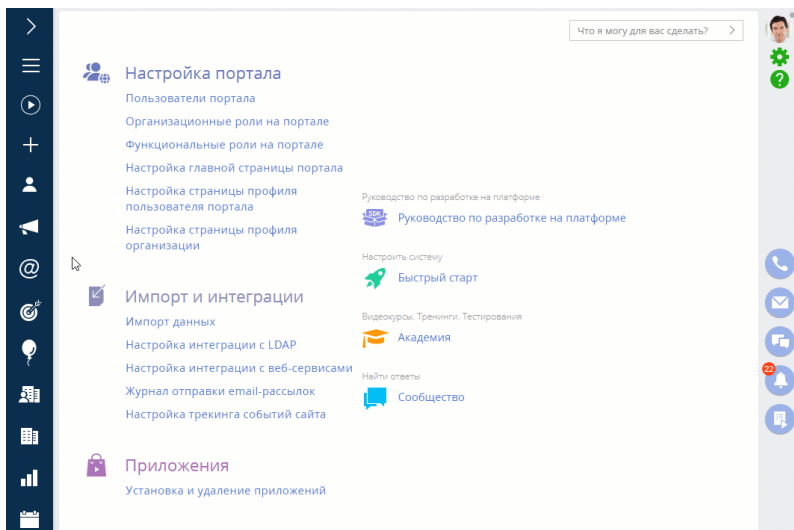 Что я могу для вас сделать?
Настройка портала
Пользователи портала
Организационные роли на портале
Функциональные роли на портале
Настройка главной страницы портала
Настройка страницы профиля
пользователя портала
Настройка страницы профиля
организации
Импорт и интеграции
Импорт данных
Настройка интеграции с LDAP
Настройка интеграции с веб-сервисами
Журнал отправки email-рассылок
Настройка трекинга событий сайта
Приложения
Установка и удаление приложений
Руководство по разработке на платформе
SDK
Руководство по разработке на платформе
Настроить систему
Быстрый старт
Видеокурсы. Тренинги. Тестирования
Академия
Найти ответы
Сообщество
22